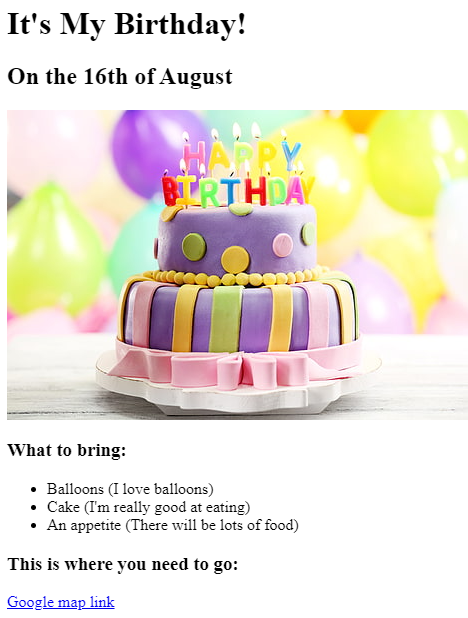 It's My Birthday!
On the 16th of August
HAPPY
BIRTHDAY
What to bring:
Balloons (I love balloons)
Cake (I'm really good at eating)
An appetite (There will be lots of food)
This is where you need to go:
Google map link